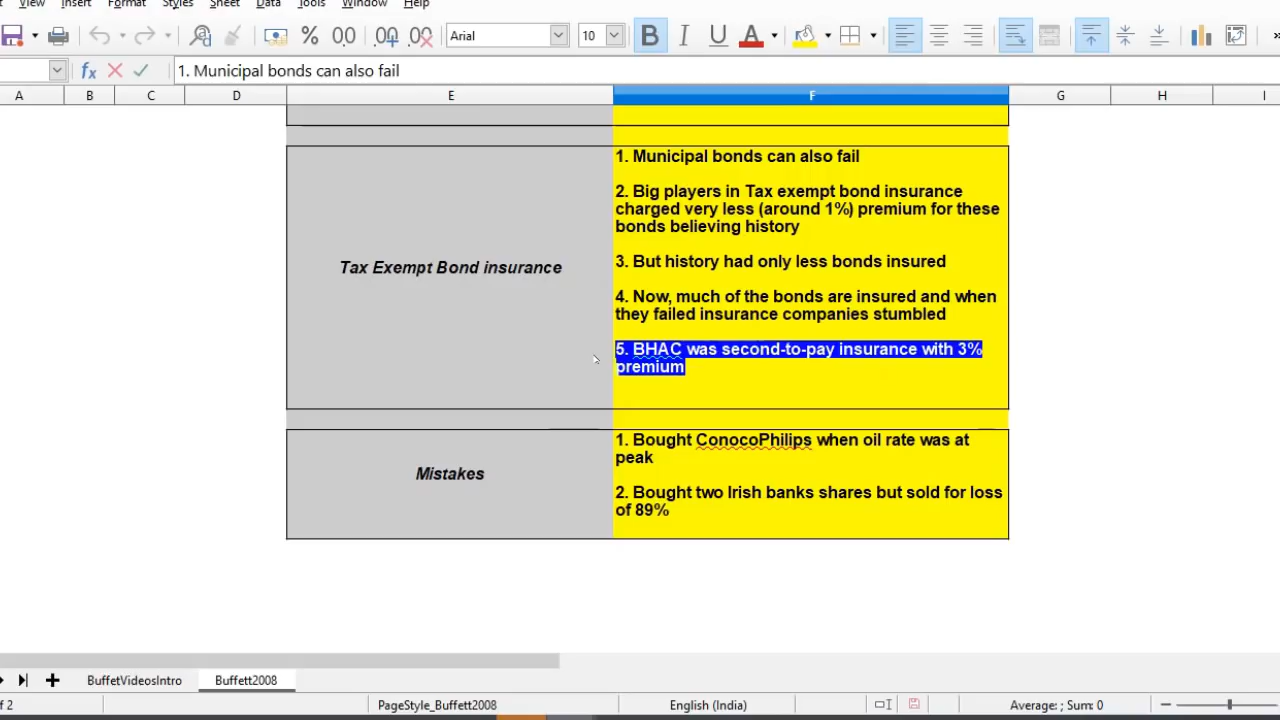 View Insert Format Styles Sheet Data Tools Window Help
Arial 10
1. Municipal bonds can also fail
A B C D E F G H I
Tax Exempt Bond insurance
1. Municipal bonds can also fail
2. Big players in Tax exempt bond insurance
charged very less (around 1%) premium for these
bonds believing history
3. But history had only less bonds insured
4. Now, much of the bonds are insured and when
they failed insurance companies stumbled
5. BHAC was second-to-pay insurance with 3%
premium
Mistakes
1. Bought ConocoPhilips when oil rate was at
peak
2. Bought two Irish banks shares but sold for loss
of 89%
BuffetVideosIntro Buffett2008
of 2 PageStyle_Buffett2008 English (India) Average: ; Sum: 0